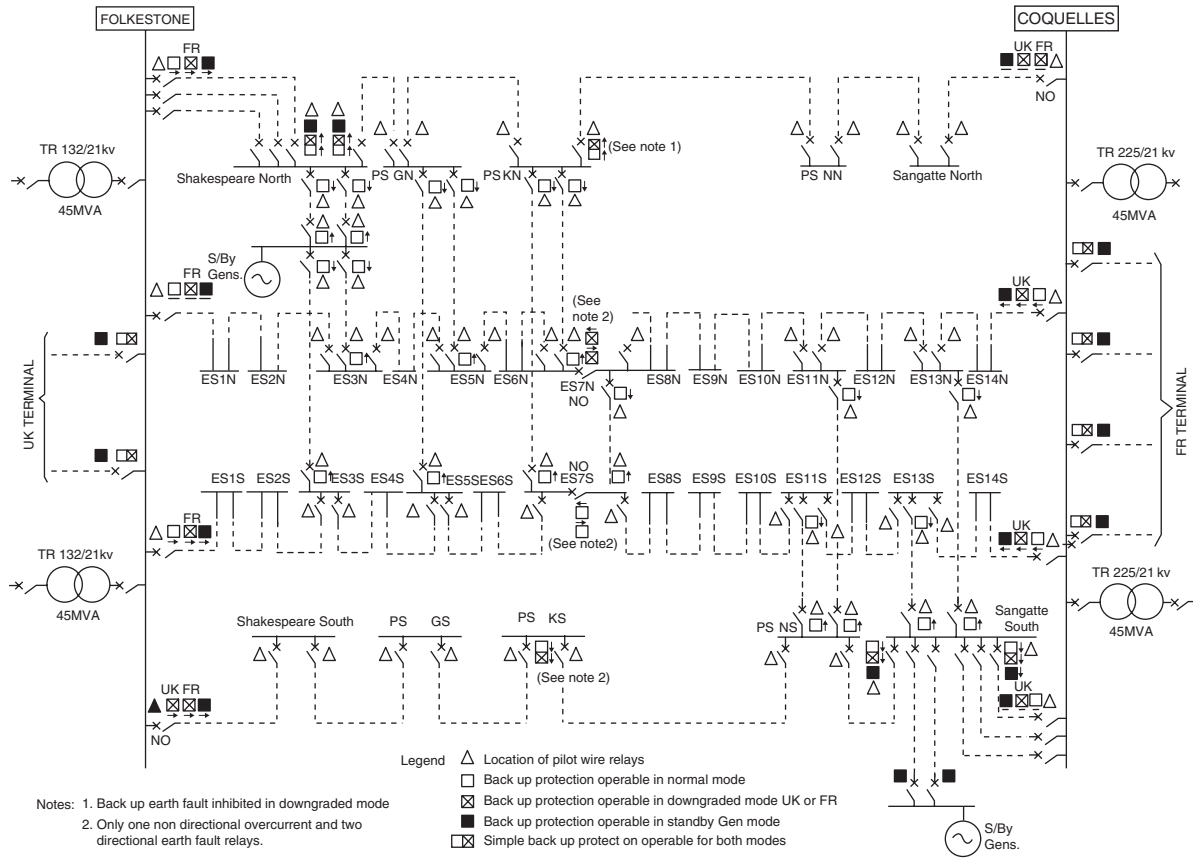 FOLKESTONE
COQUELLES
FR
UK FR
NO
TR 132/21kv
45MVA
Shakespeare North
PS GN
PS KN
(See note 1)
PS NN
Sangatte North
TR 225/21 kv
45MVA
S/By
Gens.
FR
(See
note 2)
UK
UK TERMINAL
FR TERMINAL
ES1N
ES2N
ES3N
ES4N
ES5N
ES6N
ES7N
NO
ES8N
ES9N
ES10N
ES11N
ES12N
ES13N
ES14N
NO
ES1S
ES2S
ES3S
ES4S
ES5S
ES6S
ES7S
ES8S
ES9S
ES10S
ES11S
ES12S
ES13S
ES14S
(See note2)
FR
UK
TR 132/21kv
45MVA
TR 225/21 kv
45MVA
Shakespeare South
PS GS
PS KS
(See note 2)
PS NS
Sangatte
South
UK FR
NO
UK
S/By
Gens.
Legend
Location of pilot wire relays
Back up protection operable in normal mode
Back up protection operable in downgraded mode UK or FR
Back up protection operable in standby Gen mode
Simple back up protect on operable for both modes
Notes: 1. Back up earth fault inhibited in downgraded mode
2. Only one non directional overcurrent and two
directional earth fault relays.